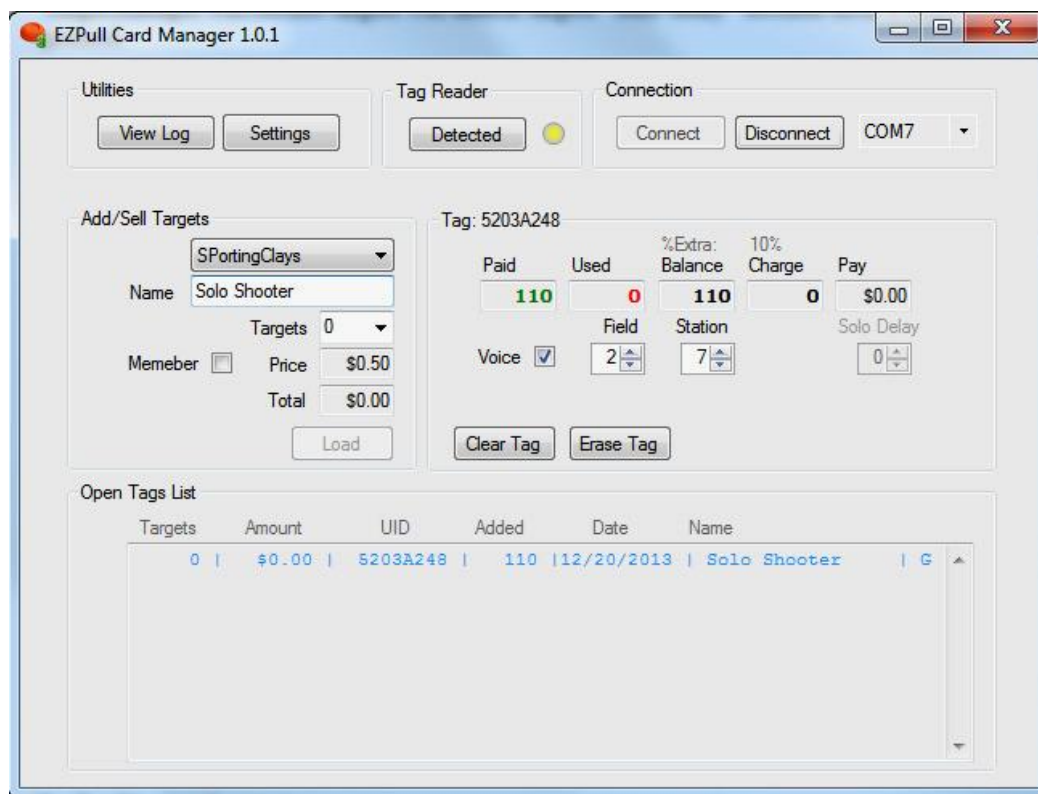 EZPull Card Manager 1.0.1
Utilities
View Log Settings
Tag Reader
Detected
Connection
Connect Disconnect COM7
Add/Sell Targets
SPortingClays
Name Solo Shooter
Targets 0
Memeber Price $0.50
Total $0.00
Load
Tag: 5203A248
%Extra: 10%
Paid Used Balance Charge Pay
110 0 110 0 $0.00
Field Station Solo Delay
Voice 2 7 0
Clear Tag Erase Tag
Open Tags List
Targets Amount UID Added Date Name
0 | $0.00 | 5203A248 | 110 |12/20/2013 | Solo Shooter | G